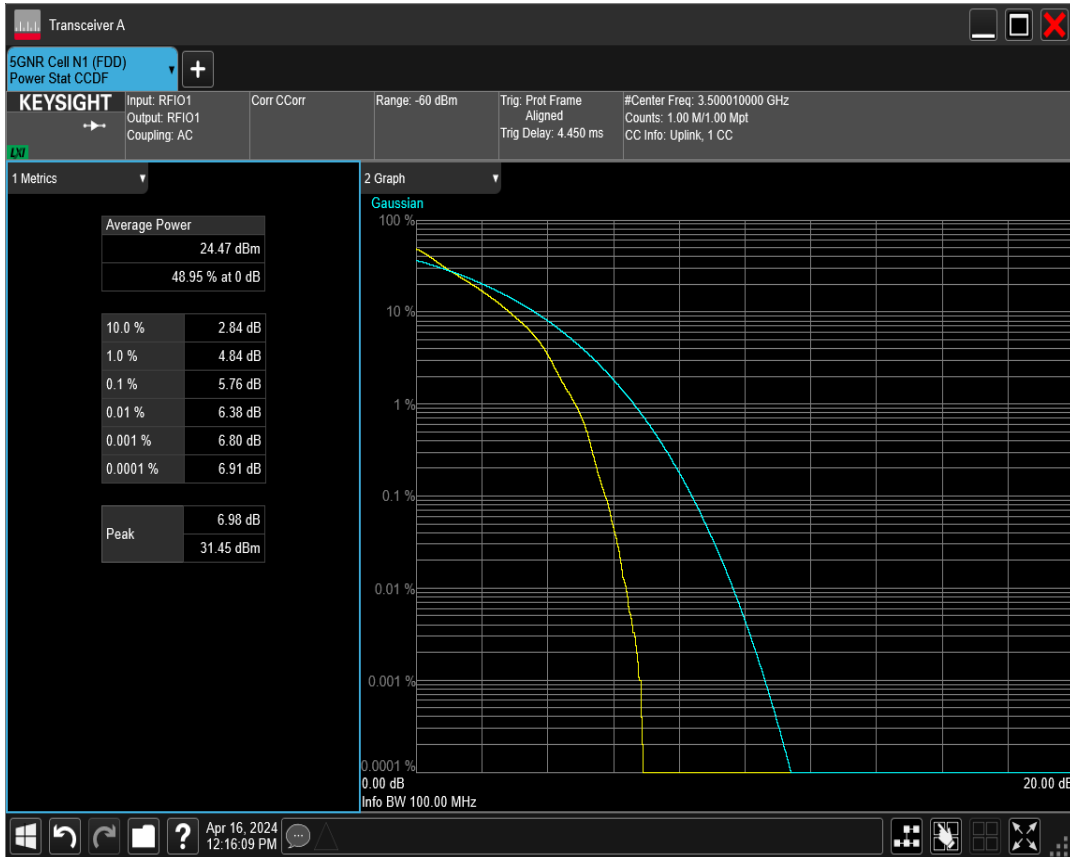 Transceiver A
5GNR Cell N1 (FDD)
Power Stat CCDF
+
KEYSIGHT
LXI
Input: RFIO1
Output: RFIO1
Coupling: AC
Corr CCorr
Range: -60 dBm
Trig: Prot Frame
Aligned
Trig Delay: 4.450 ms
#Center Freq: 3.500010000 GHz
Counts: 1.00 M/1.00 Mpt
CC Info: Uplink, 1 CC
1 Metrics
Average Power
24.47 dBm
48.95 % at 0 dB
10.0 % 2.84 dB
1.0 % 4.84 dB
0.1 % 5.76 dB
0.01 % 6.38 dB
0.001 % 6.80 dB
0.0001 % 6.91 dB
Peak 6.98 dB
31.45 dBm
2 Graph
Gaussian
100 %
10 %
1 %
0.1 %
0.01 %
0.001 %
0.0001 %
0.00 dB 20.00 dB
Info BW 100.00 MHz
?
Apr 16, 2024
12:16:09 PM